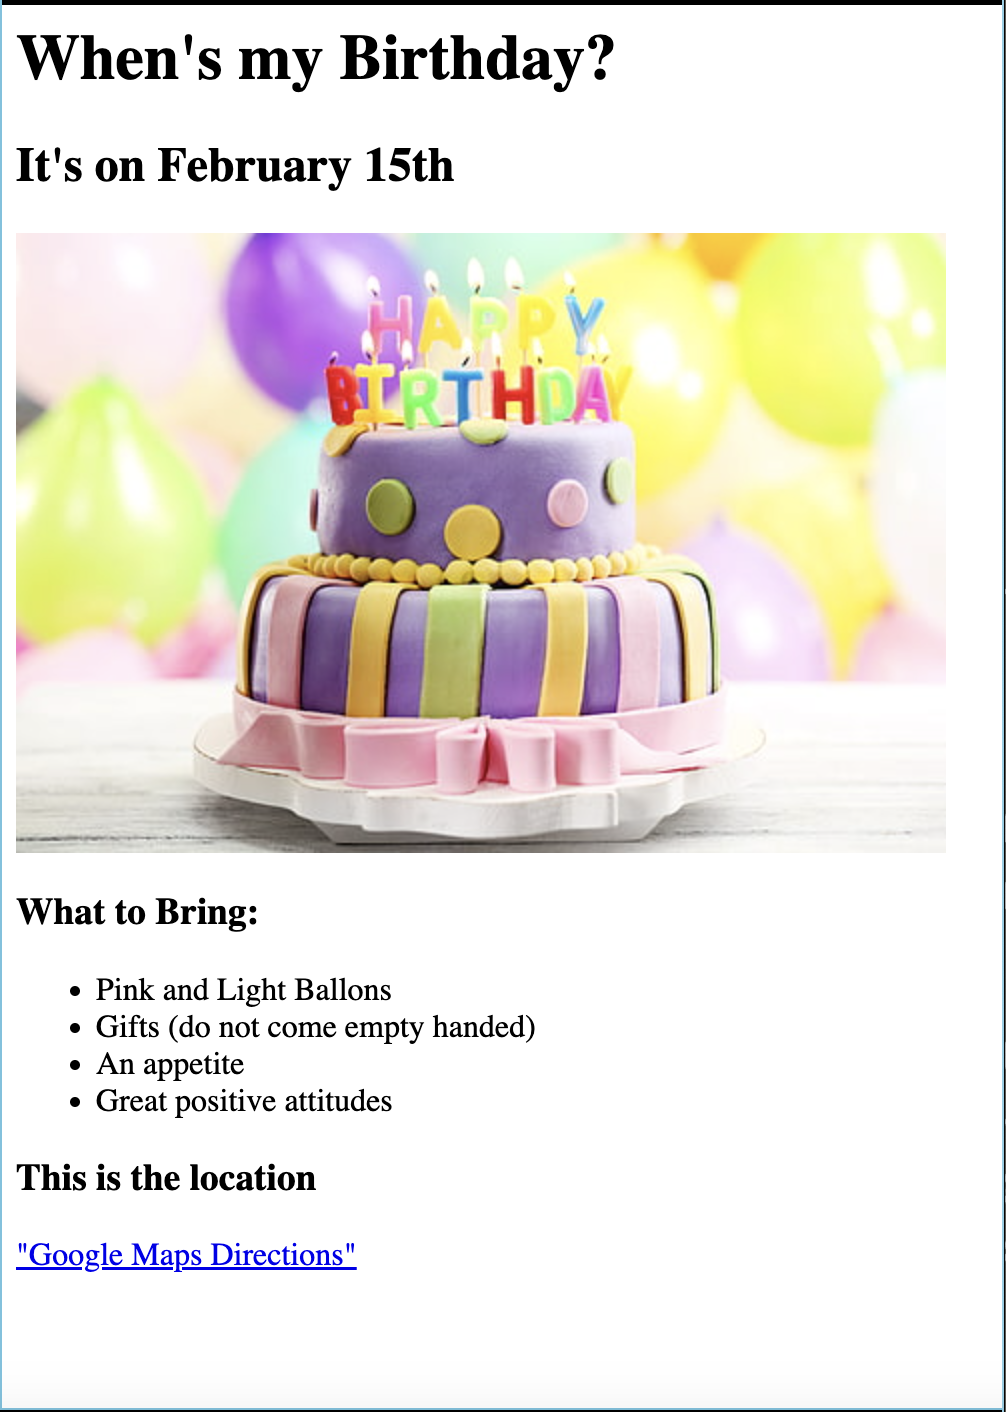 When's my Birthday?
It's on February 15th
HAPPY
BIRTHDAY
What to Bring:
Pink and Light Ballons
Gifts (do not come empty handed)
An appetite
Great positive attitudes
This is the location
"Google Maps Directions"